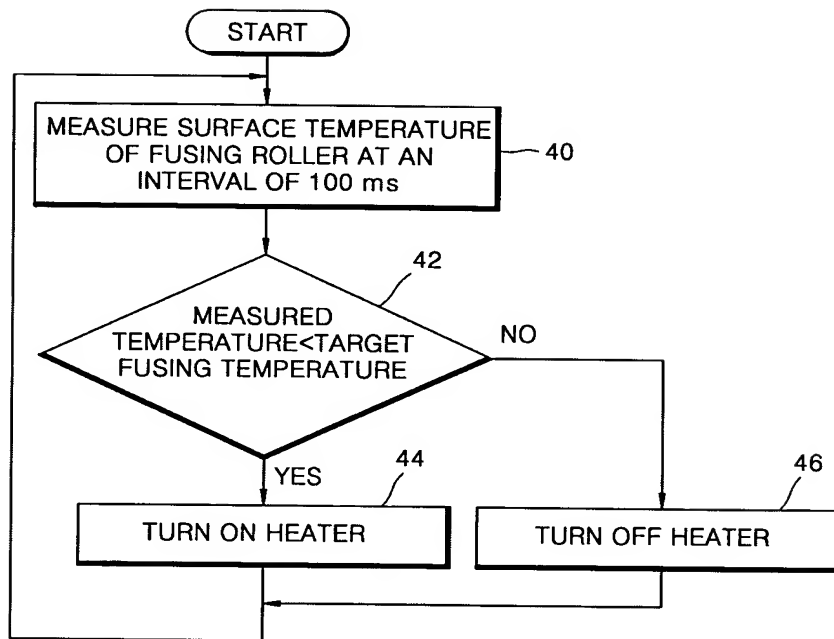 START
MEASURE SURFACE TEMPERATURE
OF FUSING ROLLER AT AN
INTERVAL OF 100 ms
40
42
MEASURED
TEMPERATURE<TARGET
FUSING TEMPERATURE
NO
YES
44
TURN ON HEATER
46
TURN OFF HEATER